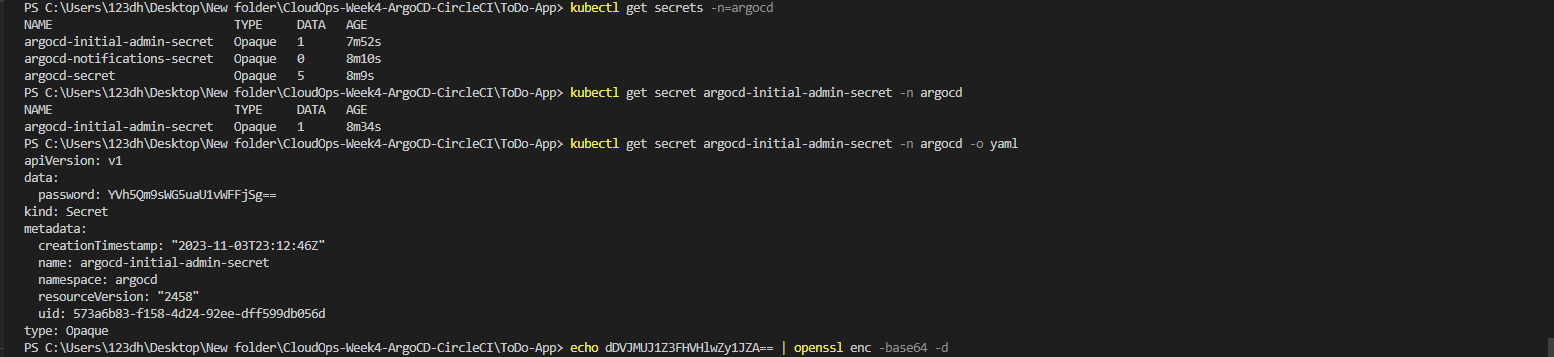 PS C:\Users\123dh\Desktop\New folder\CloudOps-Week4-ArgoCD-CircleCI\ToDo-App> kubectl get secrets -n=argocd
NAME TYPE DATA AGE
argocd-initial-admin-secret Opaque 1 7m52s
argocd-notifications-secret Opaque 0 8m10s
argocd-secret Opaque 5 8m9s
PS C:\Users\123dh\Desktop\New folder\CloudOps-Week4-ArgoCD-CircleCI\ToDo-App> kubectl get secret argocd-initial-admin-secret -n argocd
NAME TYPE DATA AGE
argocd-initial-admin-secret Opaque 1 8m34s
PS C:\Users\123dh\Desktop\New folder\CloudOps-Week4-ArgoCD-CircleCI\ToDo-App> kubectl get secret argocd-initial-admin-secret -n argocd -o yaml
apiVersion: v1
data:
  password: YVh5Qm9sWG5uaU1vWFFjSg==
kind: Secret
metadata:
  creationTimestamp: "2023-11-03T23:12:46Z"
  name: argocd-initial-admin-secret
  namespace: argocd
  resourceVersion: "2458"
  uid: 573a6b83-f158-4d24-92ee-dff599db056d
type: Opaque
PS C:\Users\123dh\Desktop\New folder\CloudOps-Week4-ArgoCD-CircleCI\ToDo-App> echo dDVJMUJ1Z3FHVHlwZy1JZA== | openssl enc -base64 -d